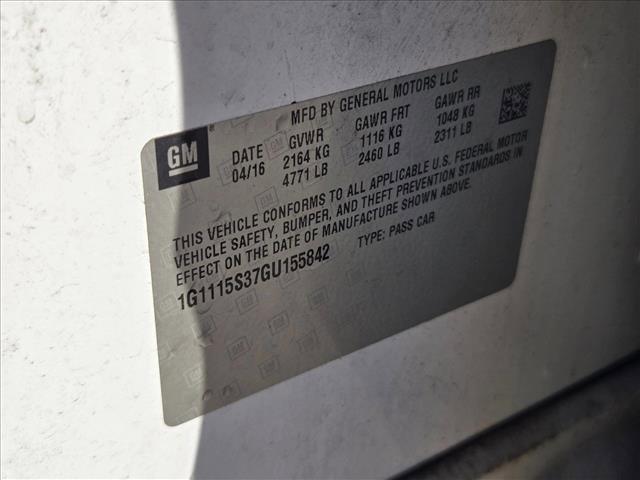 MFD BY GENERAL MOTORS LLC
GM
DATE GVWR GAWR FRT GAWR RR
04/16 2164 KG 1116 KG 1048 KG
4771 LB 2460 LB 2311 LB
THIS VEHICLE CONFORMS TO ALL APPLICABLE U.S. FEDERAL MOTOR
VEHICLE SAFETY, BUMPER, AND THEFT PREVENTION STANDARDS IN
EFFECT ON THE DATE OF MANUFACTURE SHOWN ABOVE.
1G1115S37GU155842 TYPE: PASS CAR